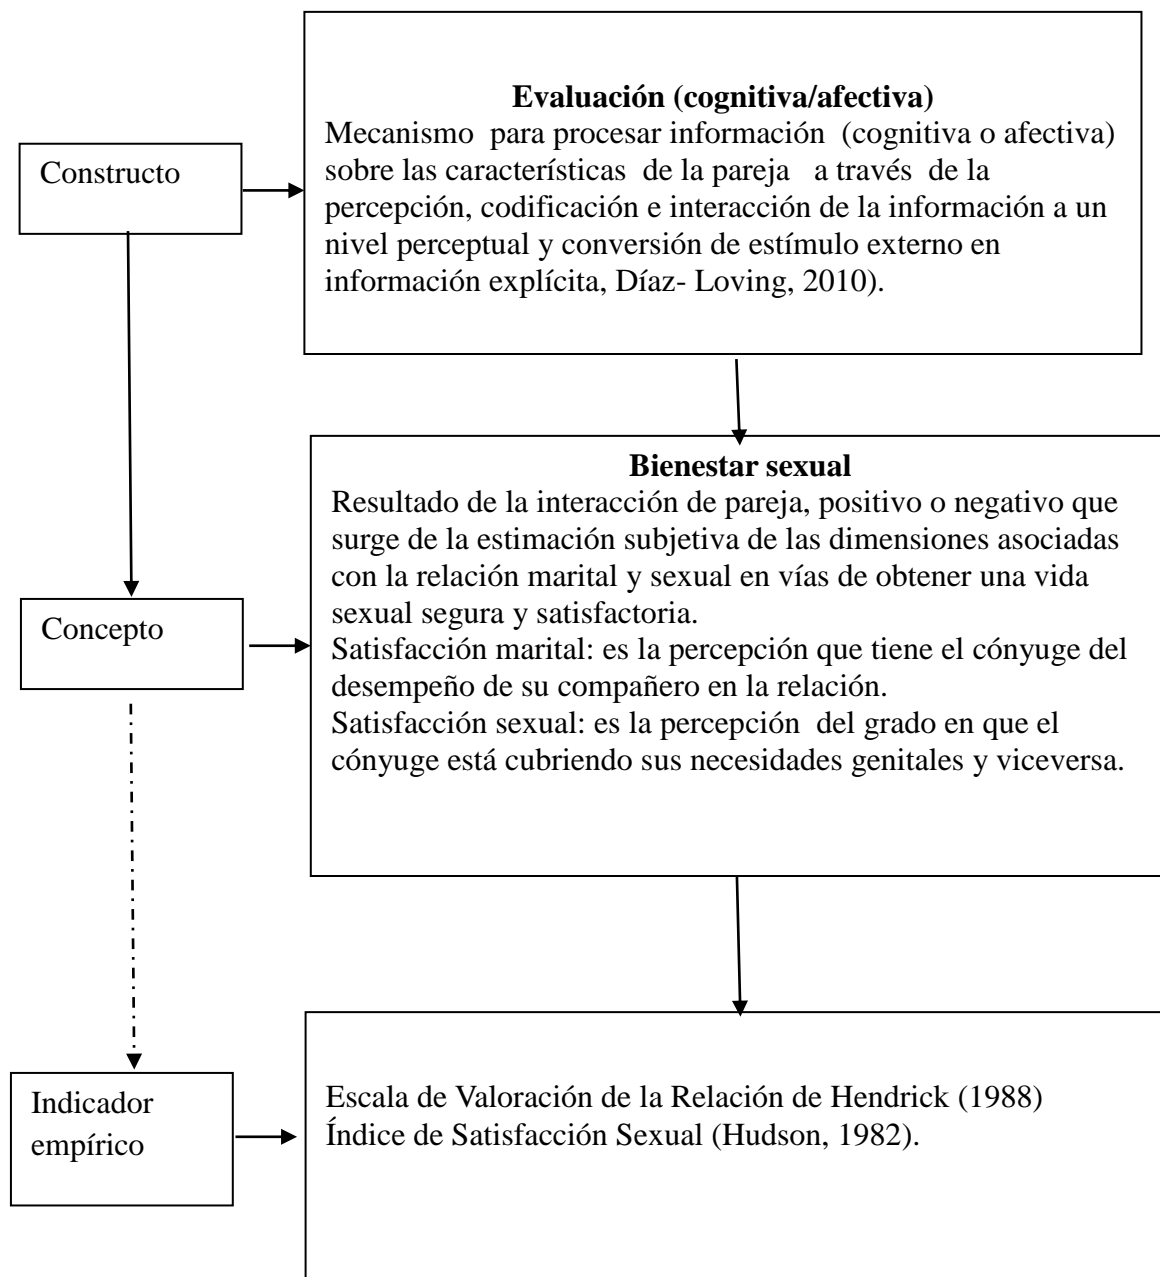 Constructo
Evaluación (cognitiva/afectiva)
Mecanismo para procesar información (cognitiva o afectiva)
sobre las características de la pareja a través de la
percepción, codificación e interacción de la información a un
nivel perceptual y conversión de estímulo externo en
información explícita, Díaz- Loving, 2010).
Concepto
Bienestar sexual
Resultado de la interacción de pareja, positivo o negativo que
surge de la estimación subjetiva de las dimensiones asociadas
con la relación marital y sexual en vías de obtener una vida
sexual segura y satisfactoria.
Satisfacción marital: es la percepción que tiene el cónyuge del
desempeño de su compañero en la relación.
Satisfacción sexual: es la percepción del grado en que el
cónyuge está cubriendo sus necesidades genitales y viceversa.
Indicador
empírico
Escala de Valoración de la Relación de Hendrick (1988)
Índice de Satisfacción Sexual (Hudson, 1982).